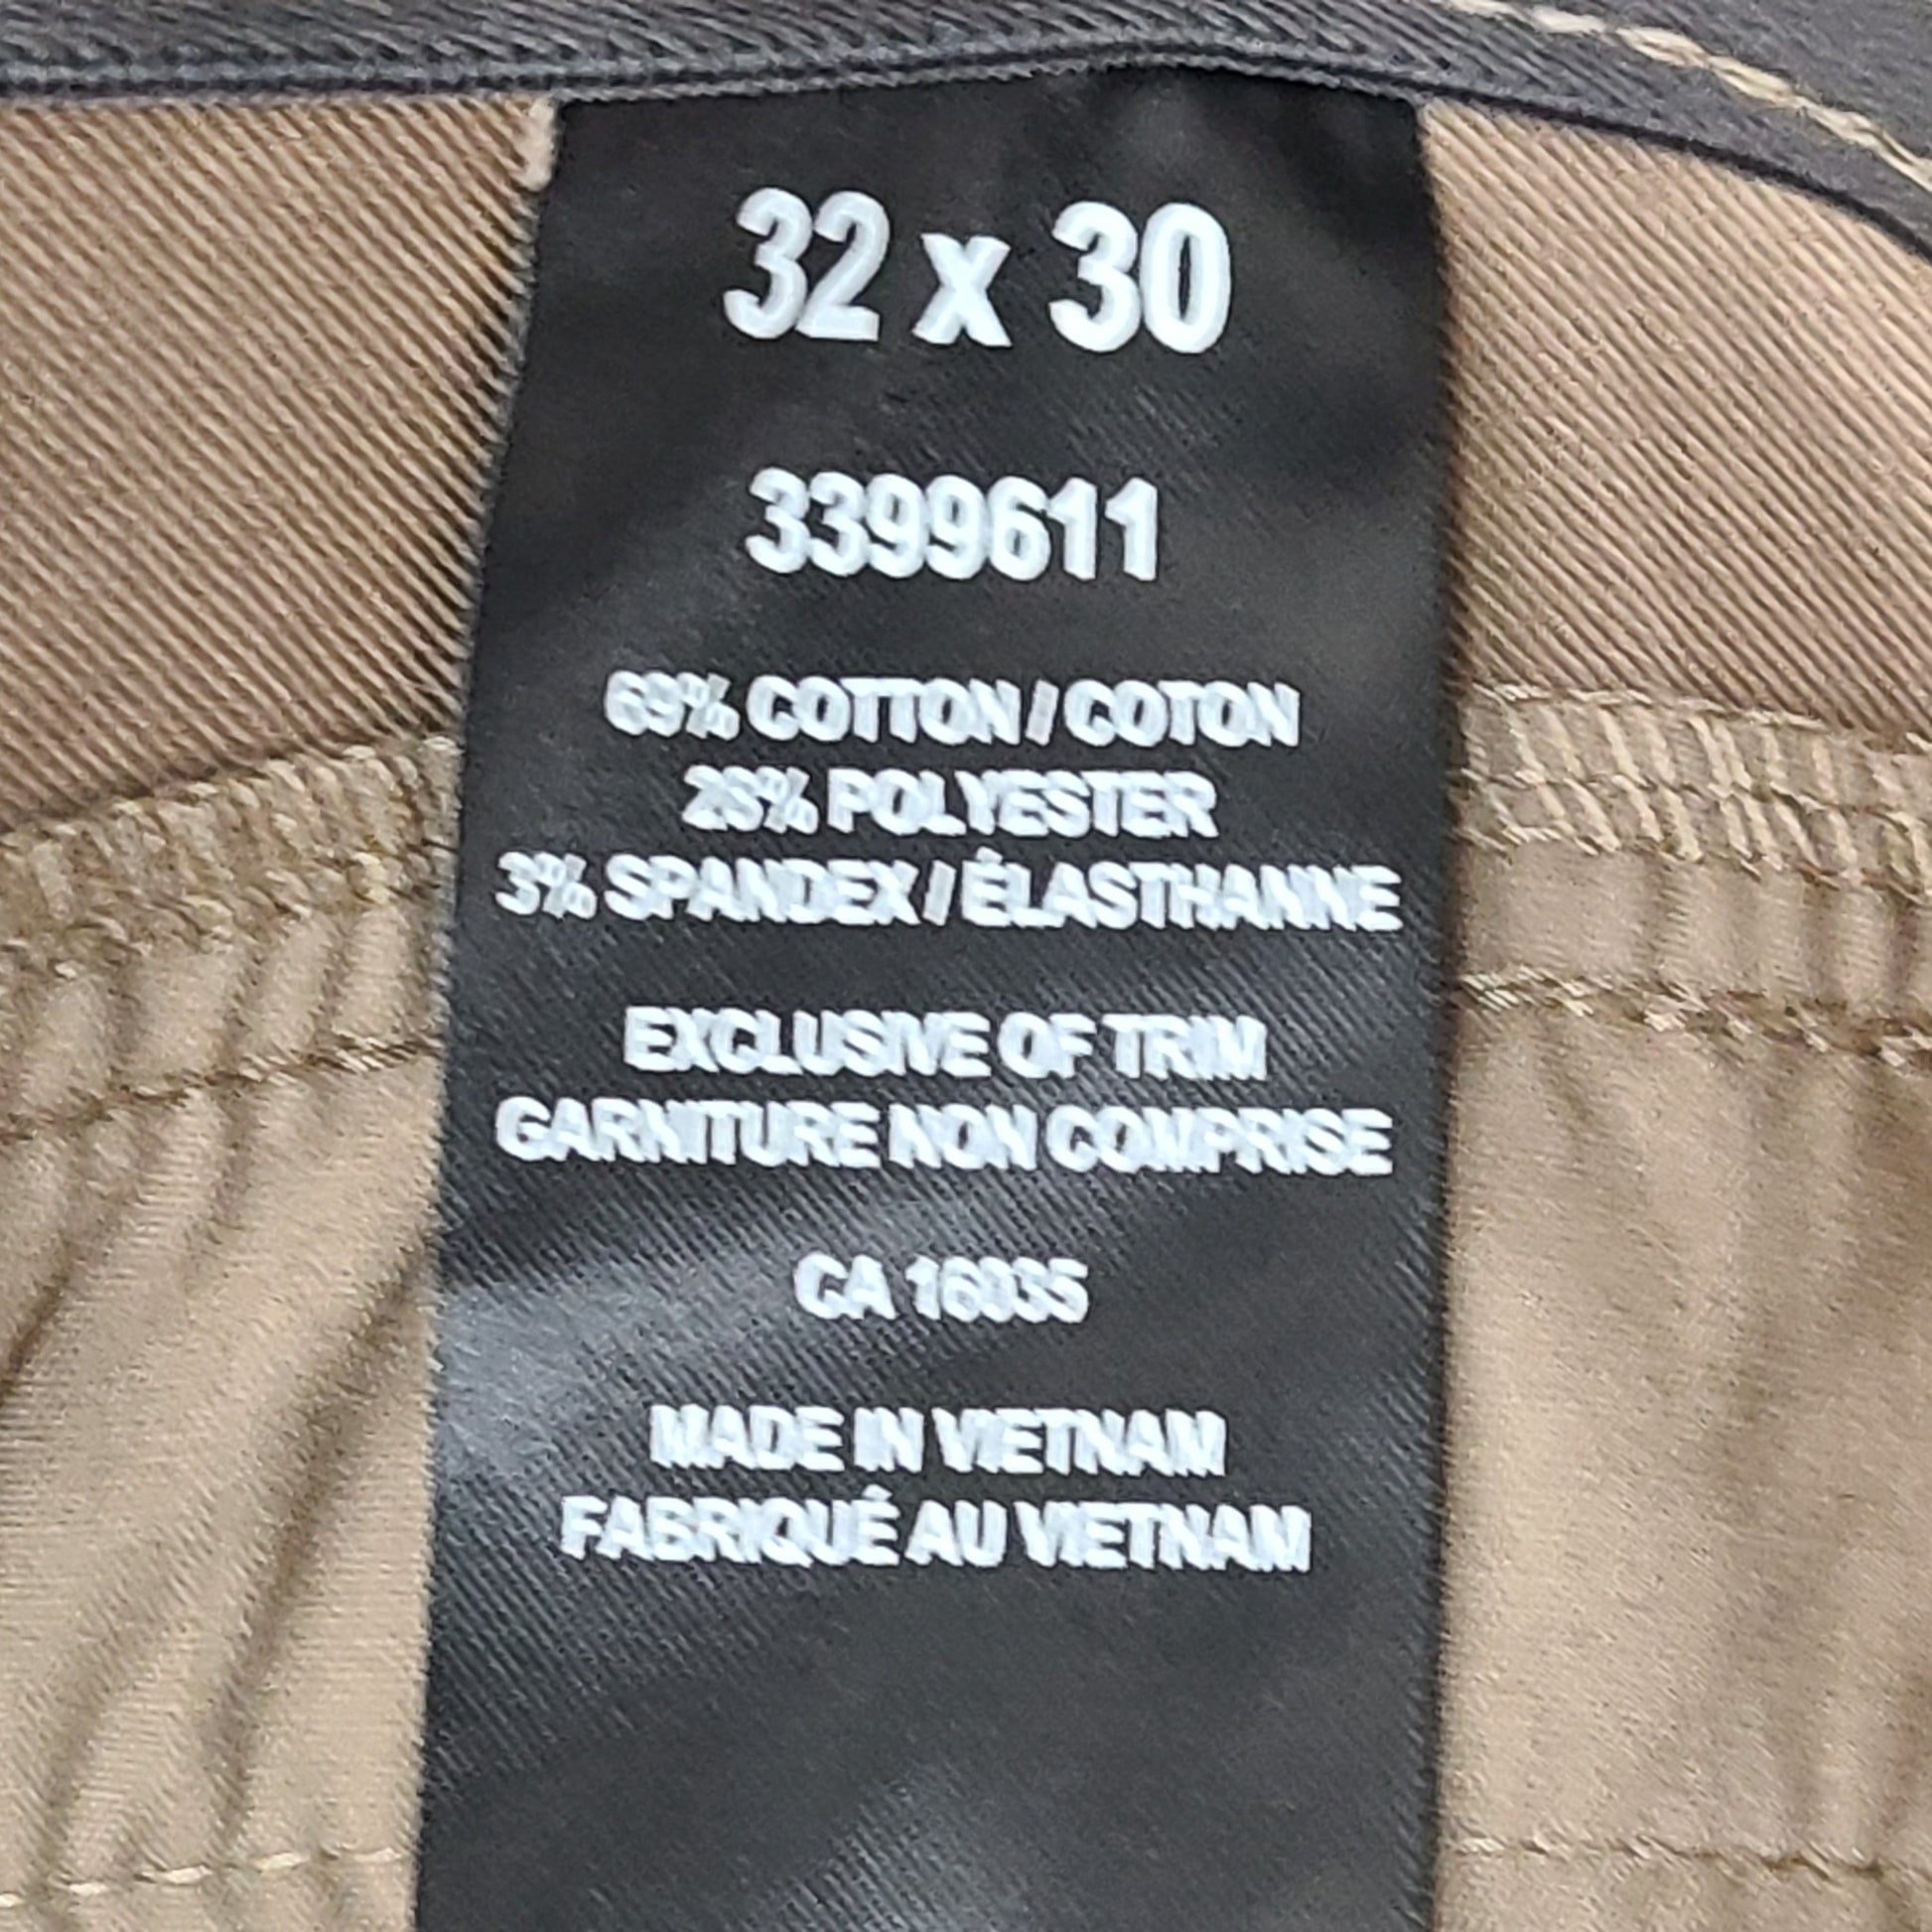 32 x 30
3399611
69% COTTON / COTON
28% POLYESTER
3% SPANDEX / ÉLASTHANNE
EXCLUSIVE OF TRIM
GARNITURE NON COMPRISE
CA 16035
MADE IN VIETNAM
FABRIQUÉ AU VIETNAM